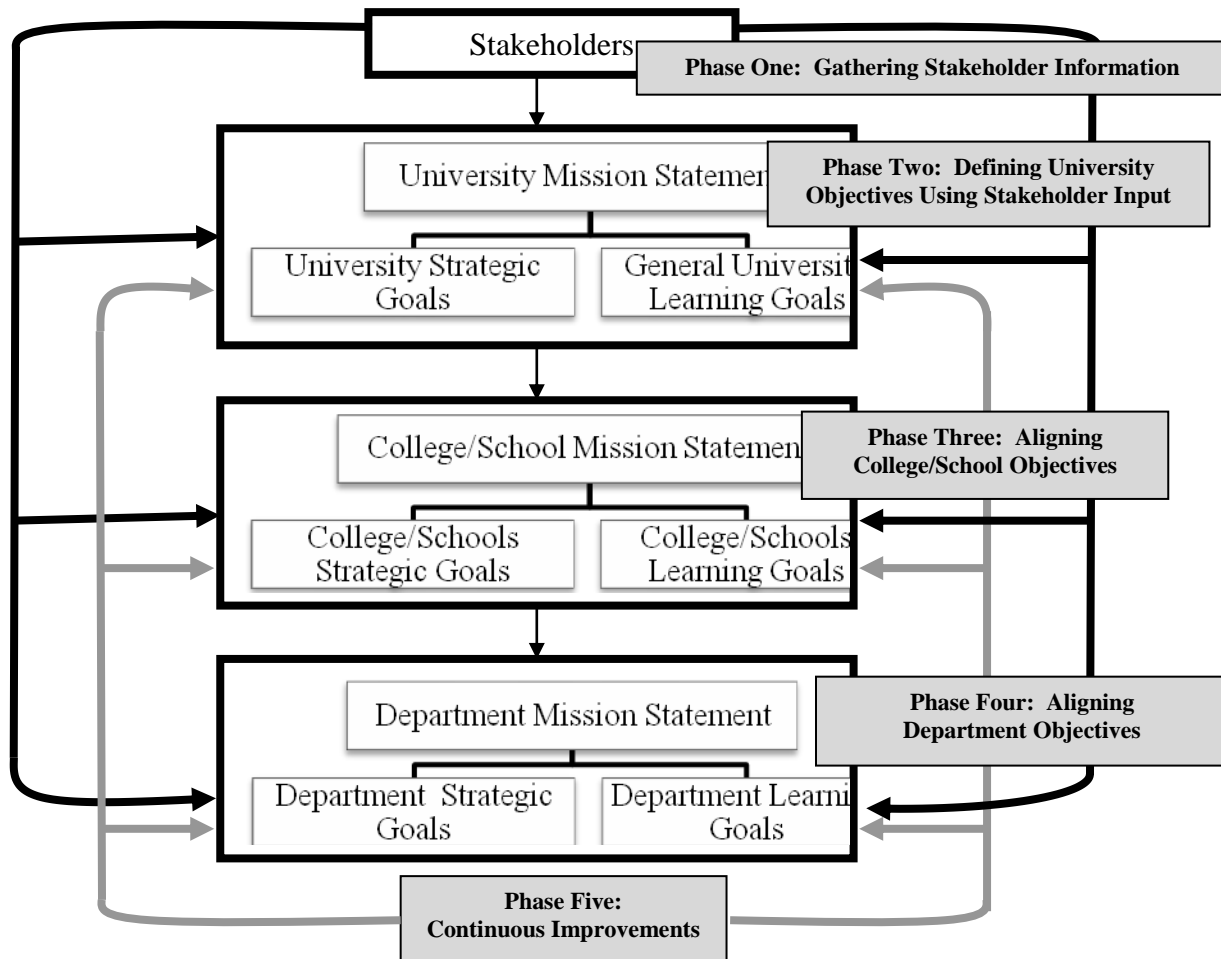 Stakeholders
Phase One: Gathering Stakeholder Information
University Mission Statemen
Phase Two: Defining University
Objectives Using Stakeholder Input
University Strategic
Goals
General Universit
Learning Goals
College/School Mission Statemen
Phase Three: Aligning
College/School Objectives
College/Schools
Strategic Goals
College/Schools
Learning Goals
Department Mission Statement
Phase Four: Aligning
Department Objectives
Department Strategic
Goals
Department Learni
Goals
Phase Five:
Continuous Improvements